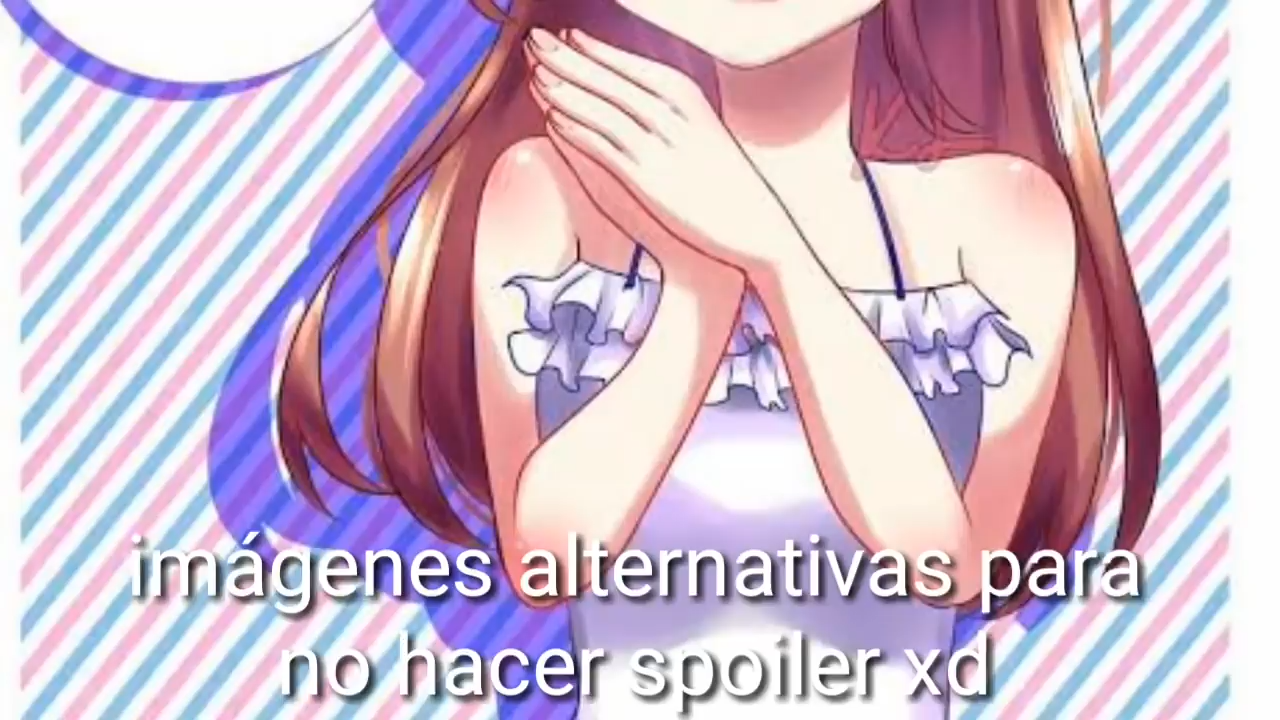 imágenes alternativas para
no hacer spoiler xd